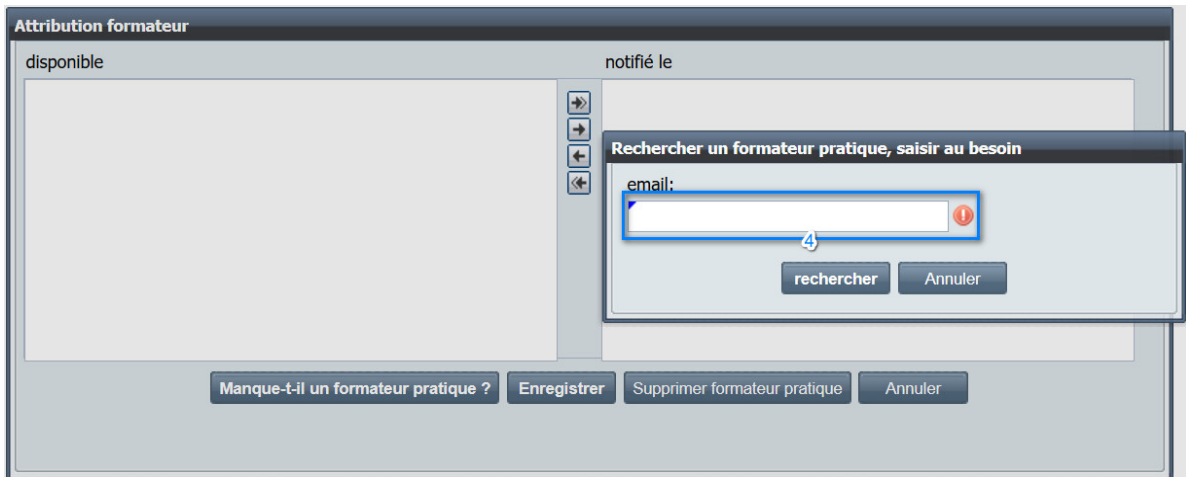 Attribution formateur
disponible
notifié le
Rechercher un formateur pratique, saisir au besoin
email:
4
rechercher
Annuler
Manque-t-il un formateur pratique ?
Enregistrer
Supprimer formateur pratique
Annuler